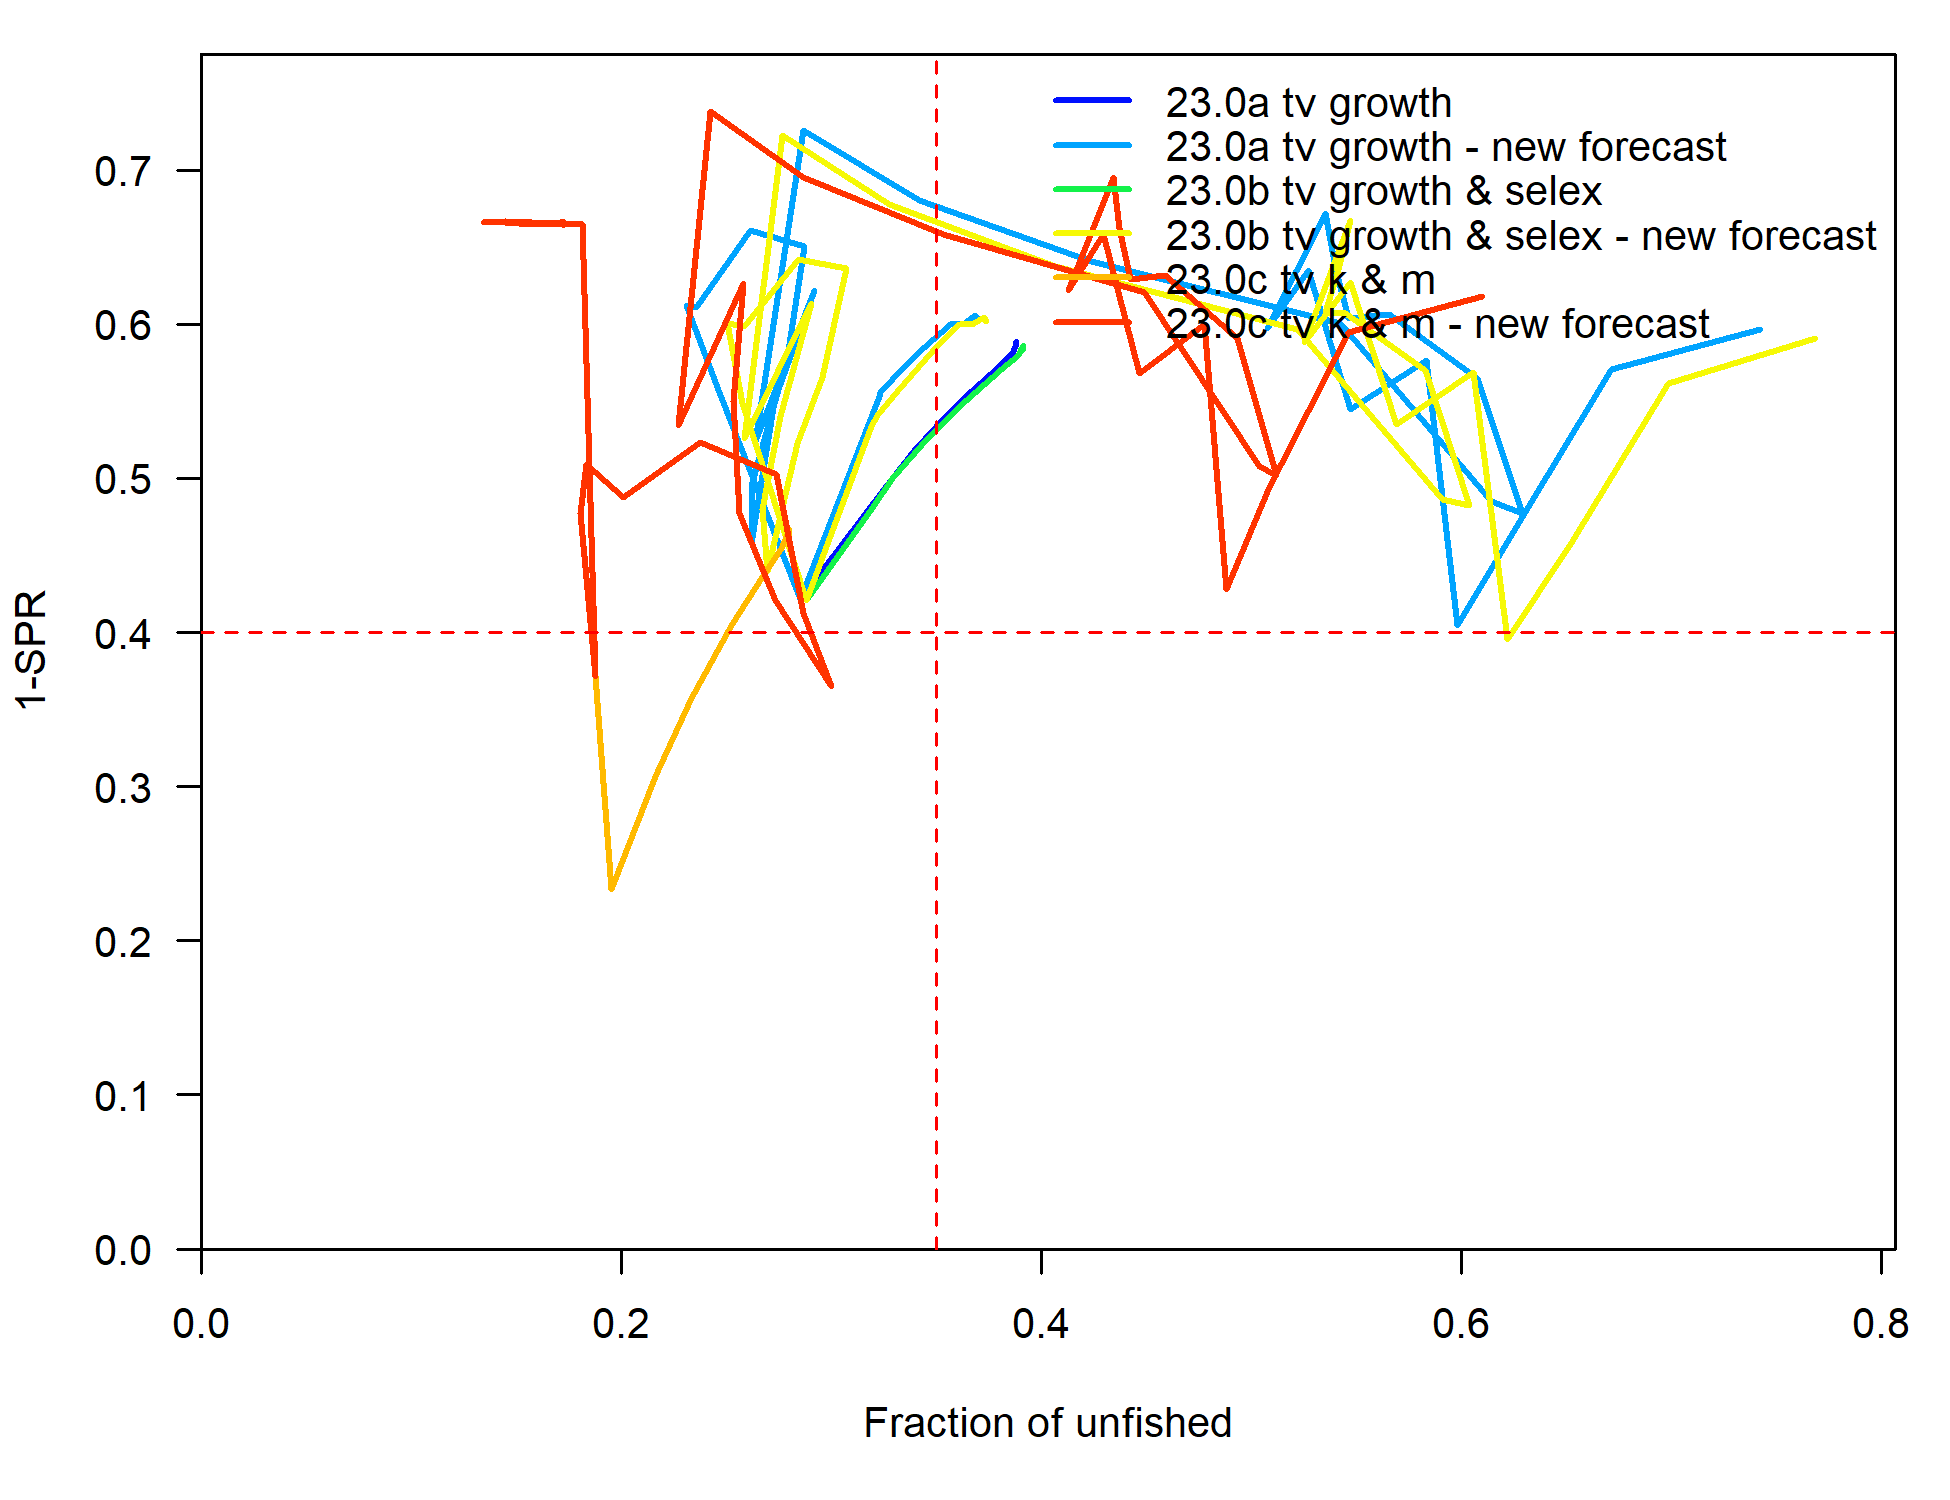 23.0a tv growth
23.0a tv growth - new forecast
23.0b tv growth & selex
23.0b tv growth & selex - new forecast
23.0c tv k & m
23.0c tv k & m - new forecast
1-SPR
0.7
0.6
0.5
0.4
0.3
0.2
0.1
0.0
0.0 0.2 0.4 0.6 0.8
Fraction of unfished